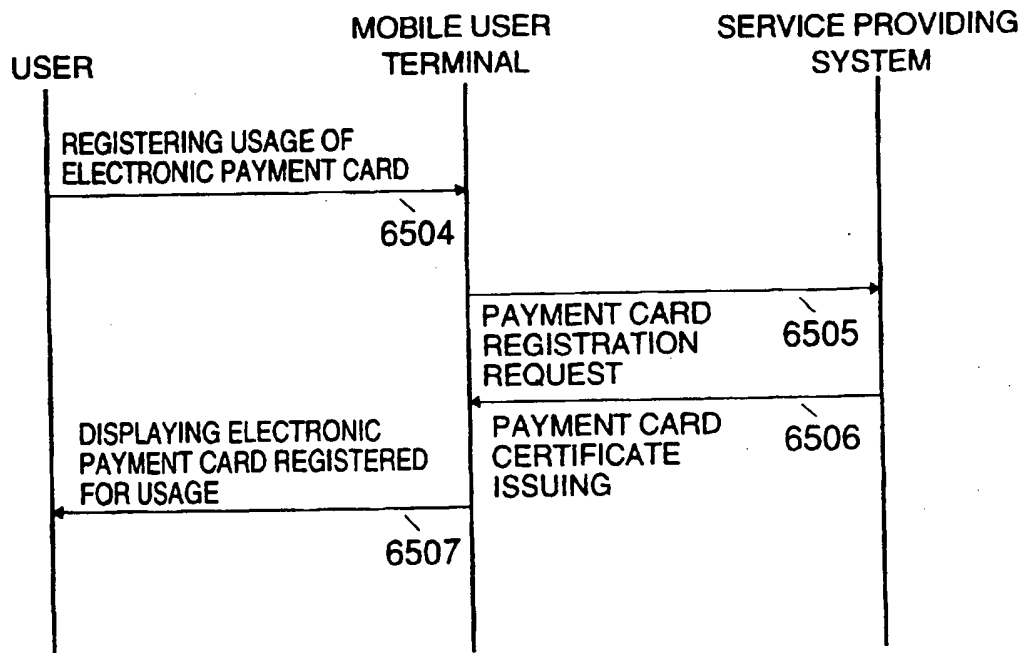 USER
MOBILE USER
TERMINAL
SERVICE PROVIDING
SYSTEM
REGISTERING USAGE OF
ELECTRONIC PAYMENT CARD
6504
PAYMENT CARD
REGISTRATION
REQUEST
6505
PAYMENT CARD
CERTIFICATE
ISSUING
6506
DISPLAYING ELECTRONIC
PAYMENT CARD REGISTERED
FOR USAGE
6507